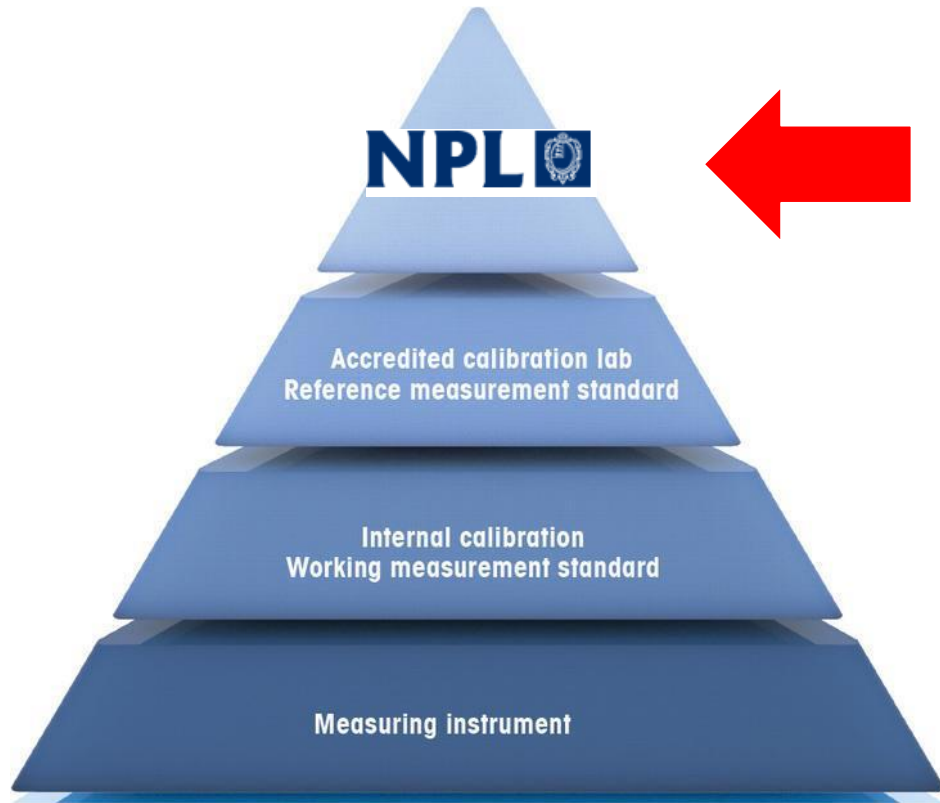 NPL
Accredited calibration lab
Reference measurement standard
Internal calibration
Working measurement standard
Measuring instrument